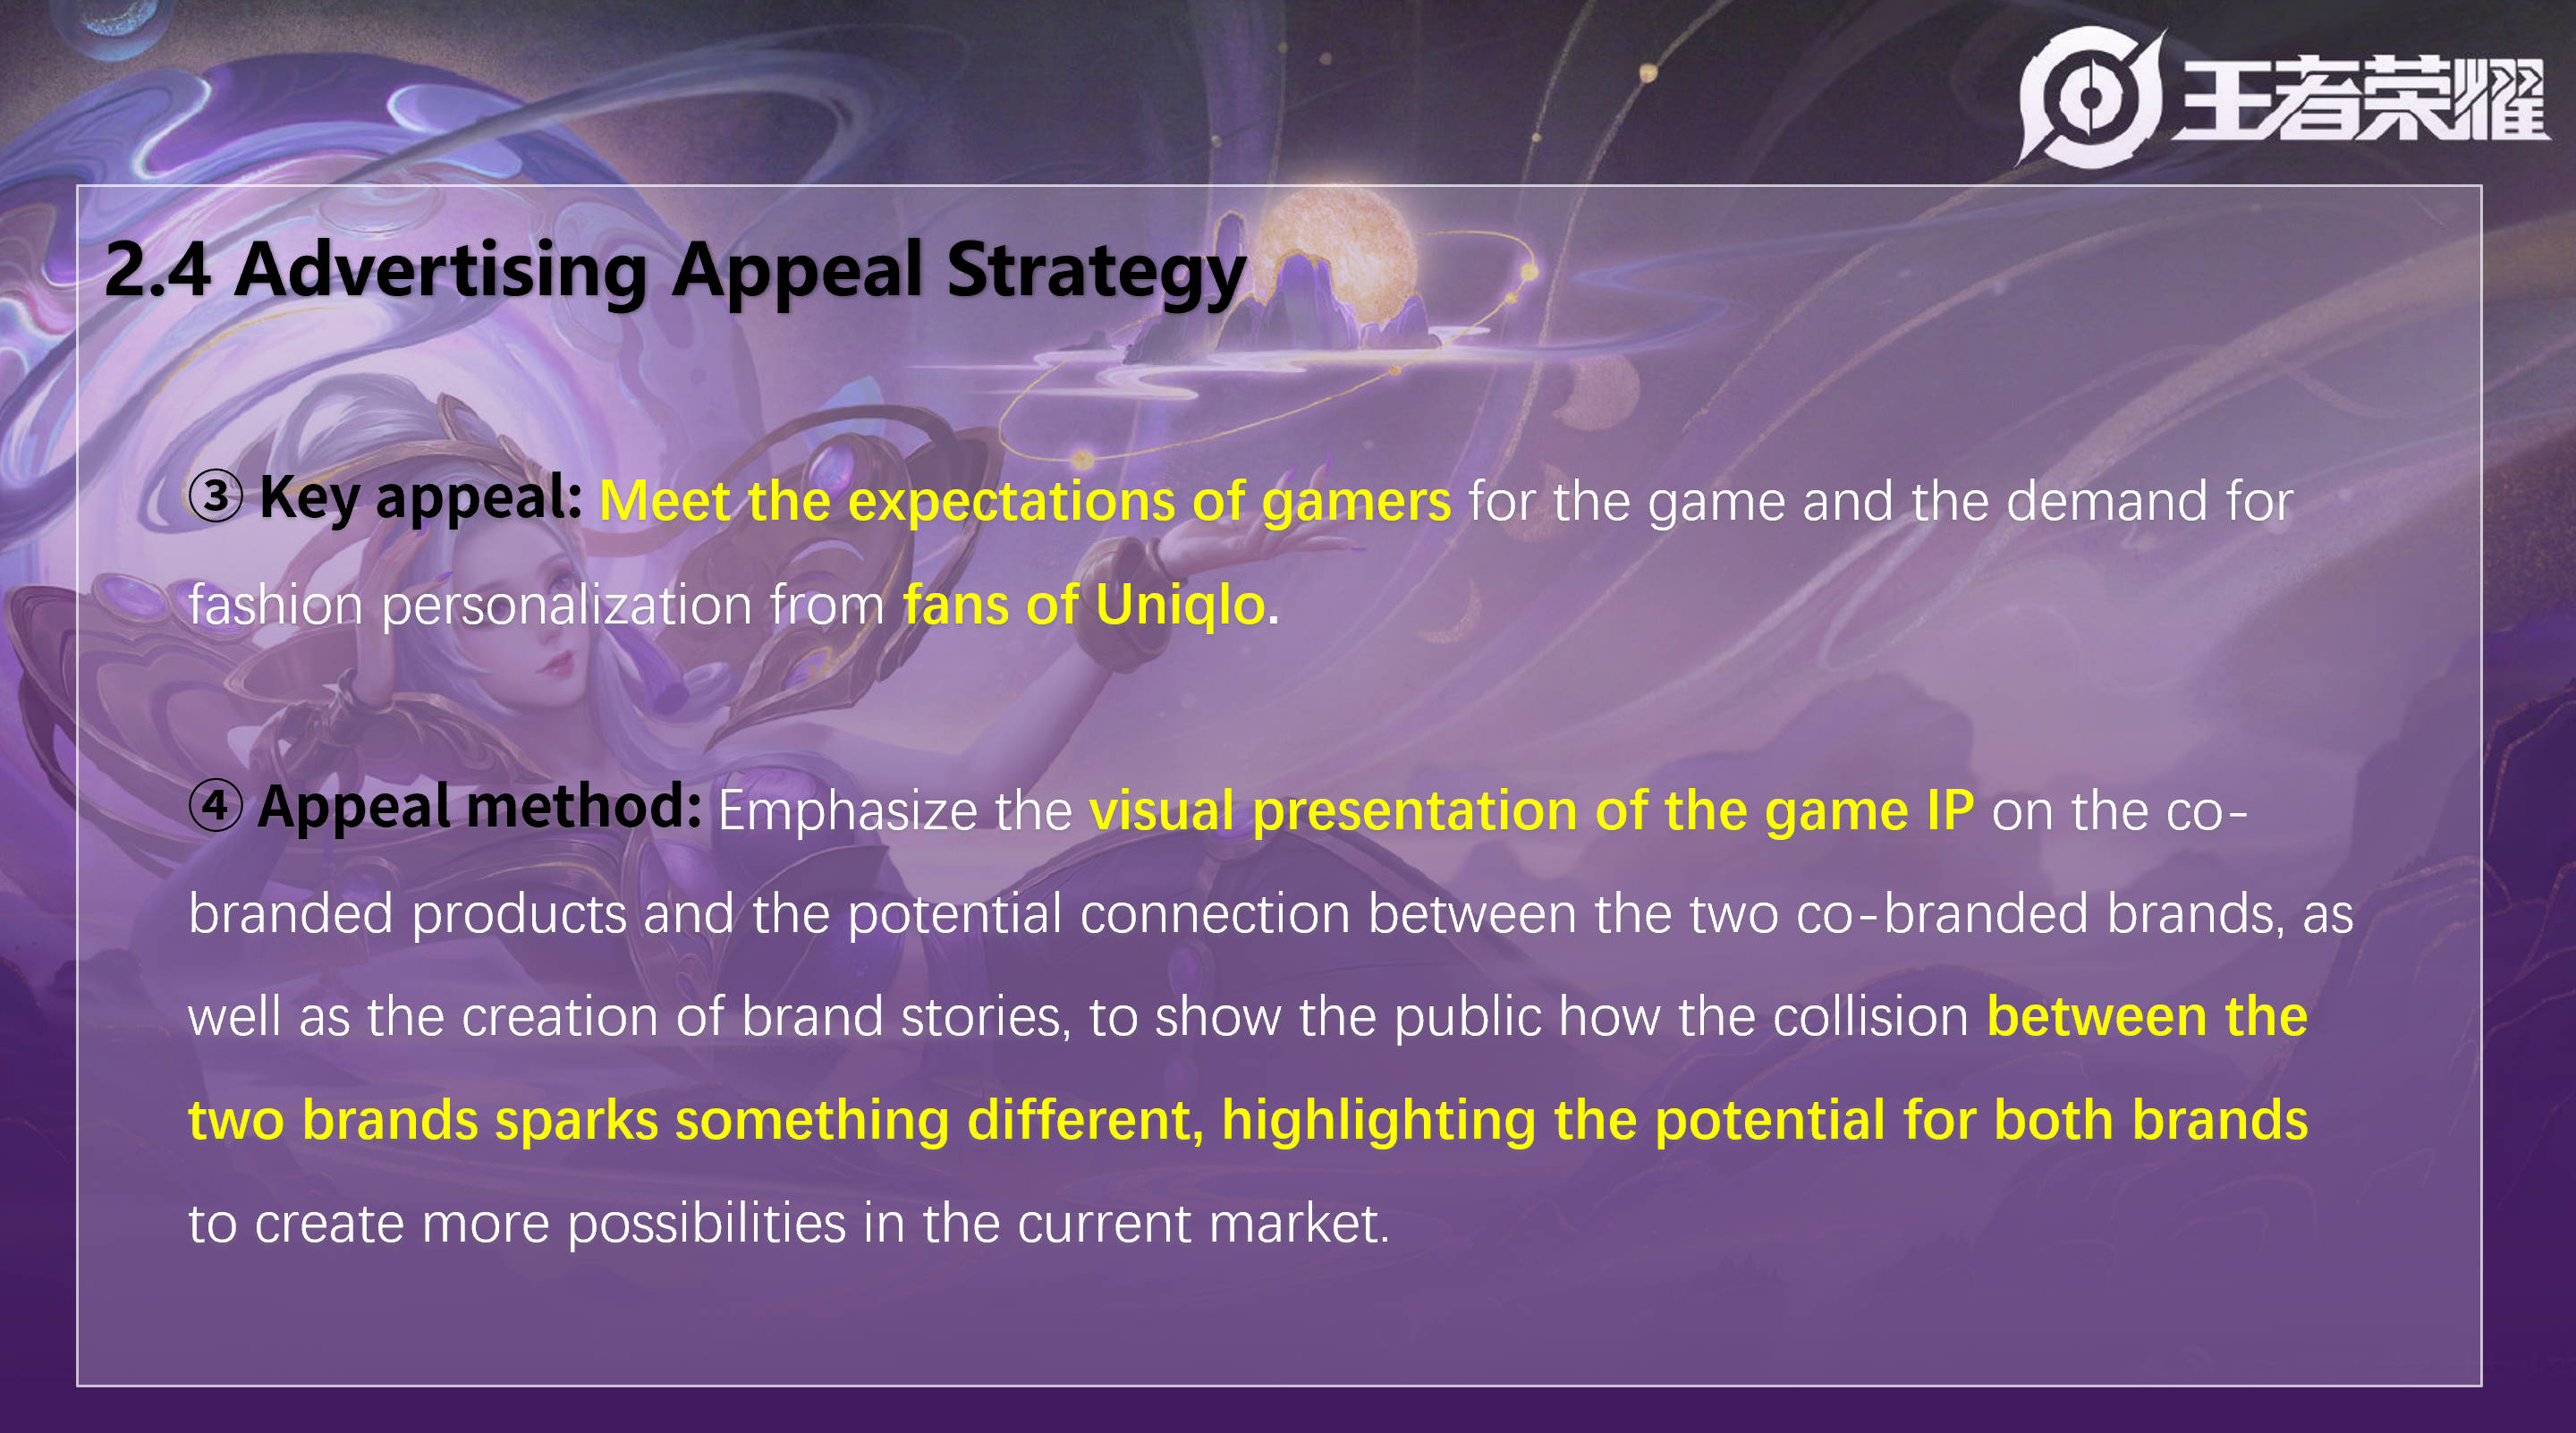 王者荣耀
2.4 Advertising Appeal Strategy
③ Key appeal: Meet the expectations of gamers for the game and the demand for
fashion personalization from fans of Uniqlo.
④ Appeal method: Emphasize the visual presentation of the game IP on the co-
branded products and the potential connection between the two co-branded brands, as
well as the creation of brand stories, to show the public how the collision between the
two brands sparks something different, highlighting the potential for both brands
to create more possibilities in the current market.